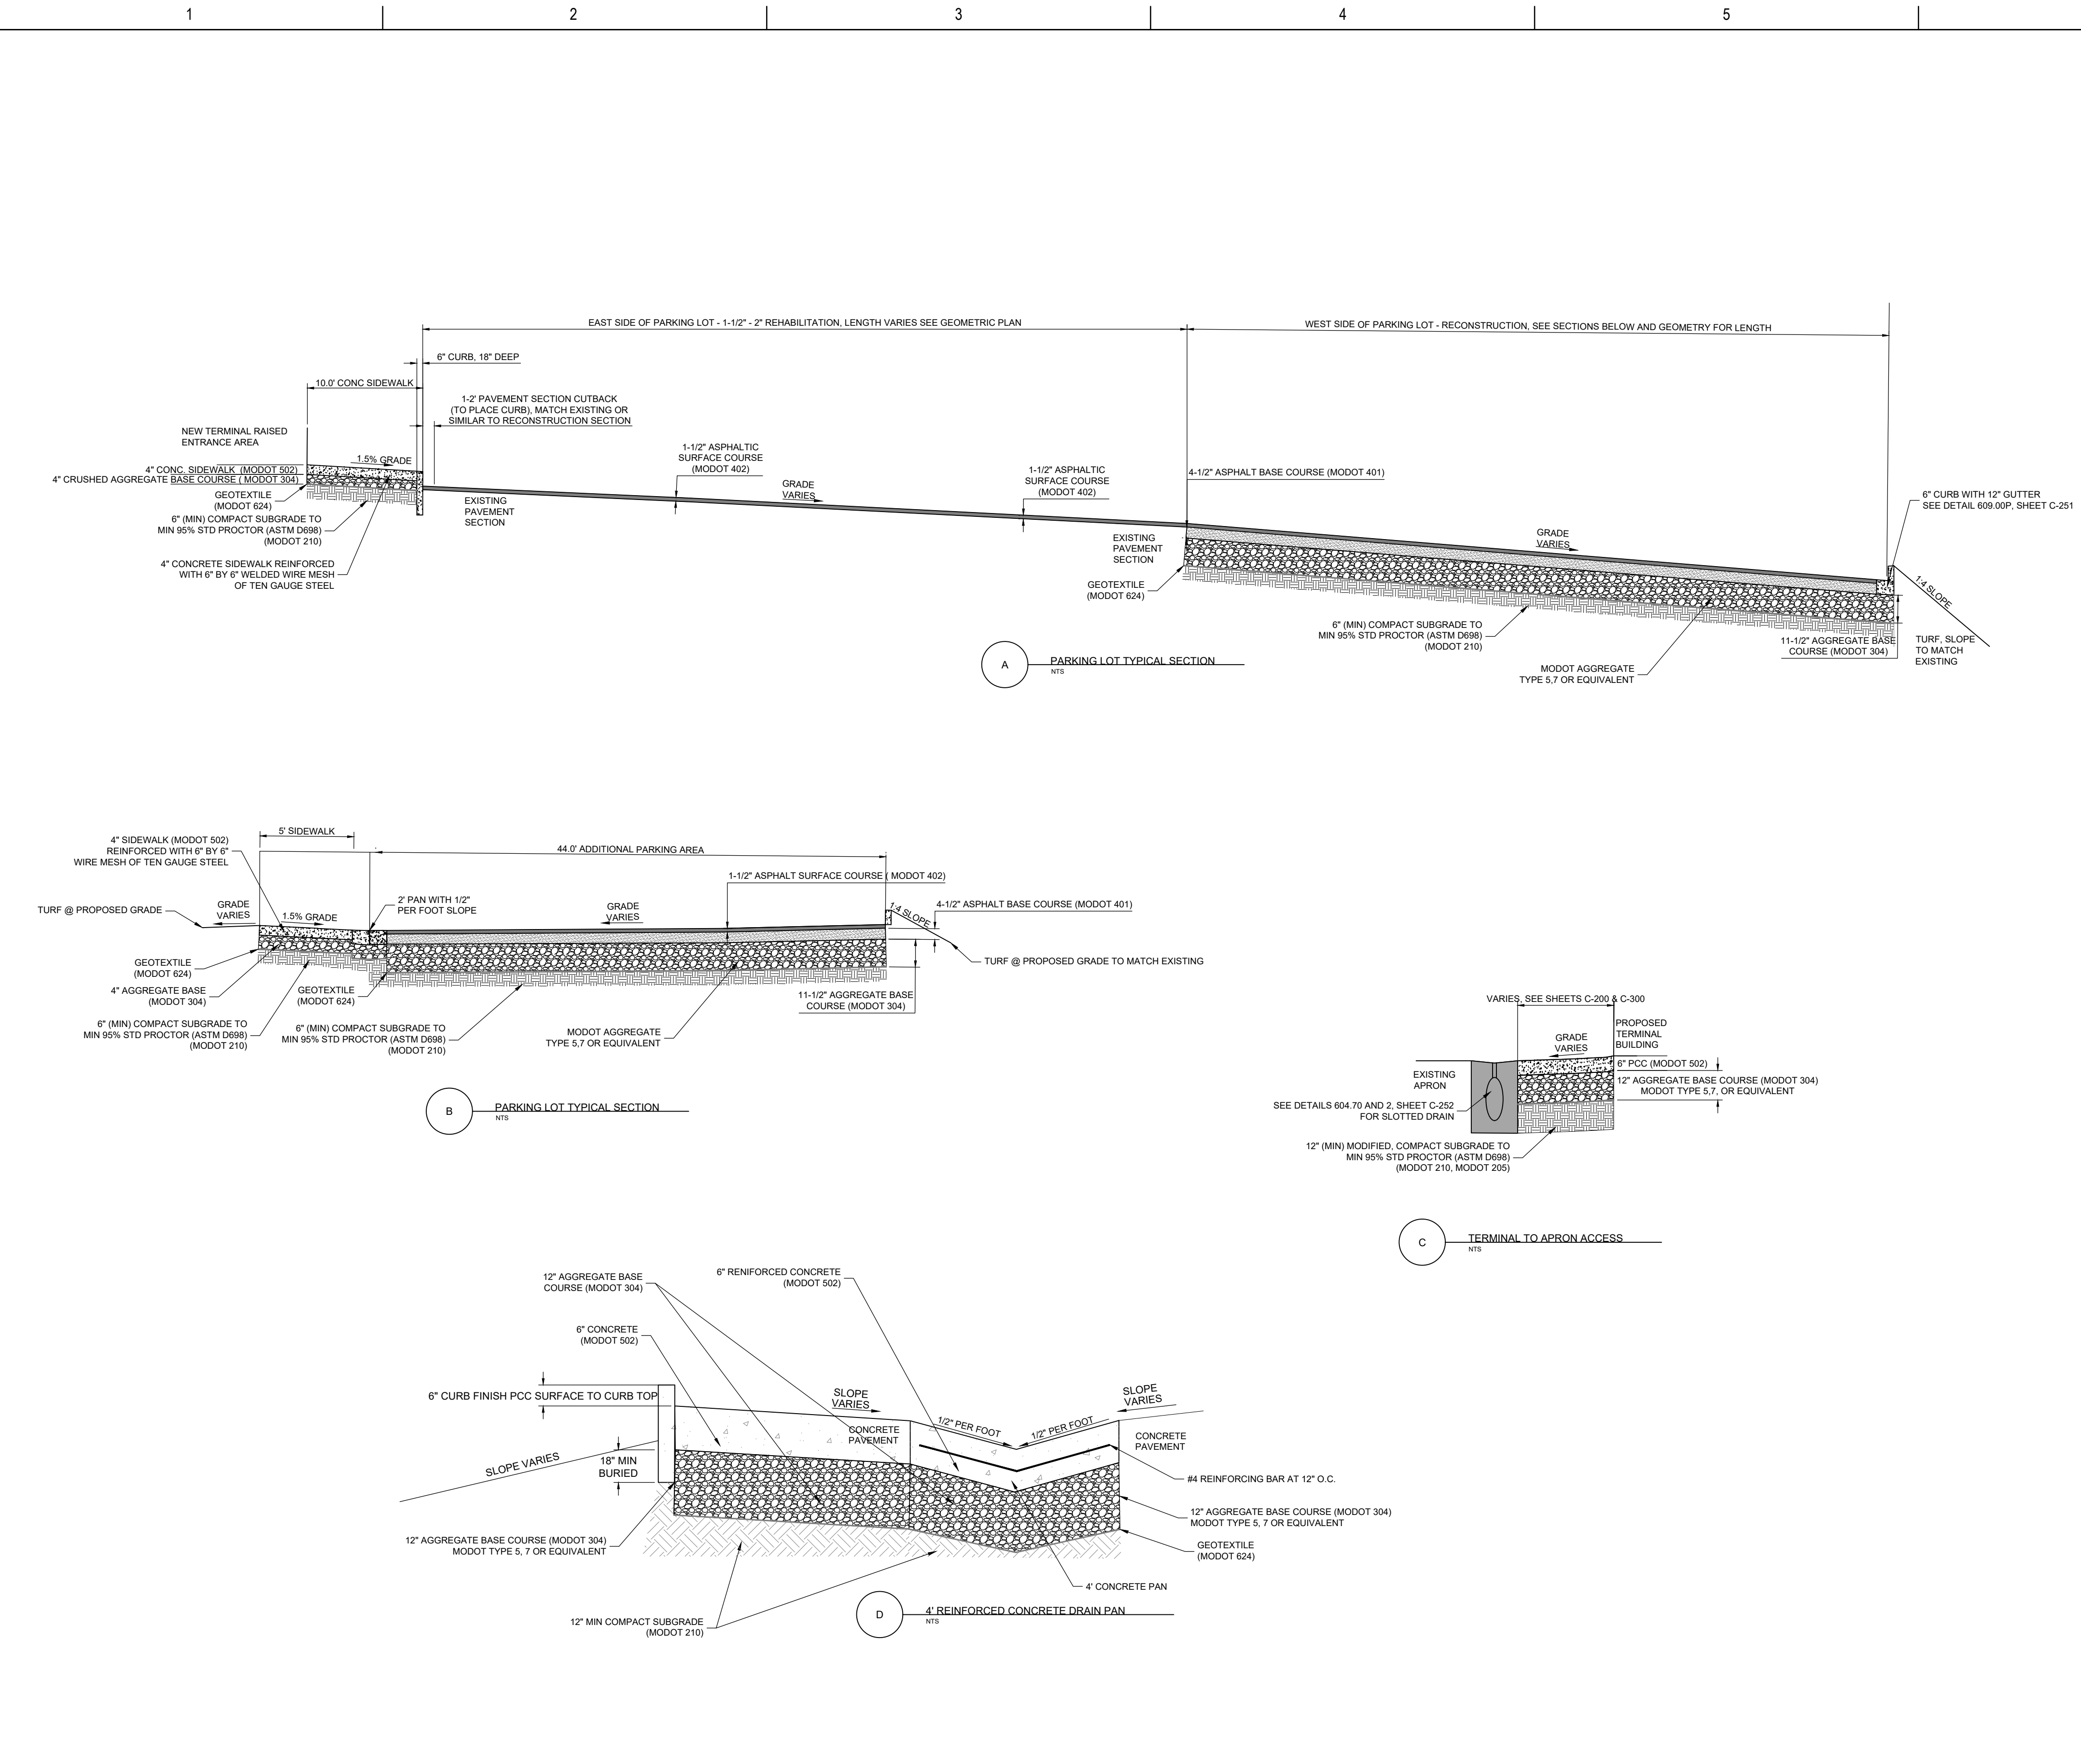 1
2
3
4
5
EAST SIDE OF PARKING LOT - 1-1/2" - 2" REHABILITATION, LENGTH VARIES SEE GEOMETRIC PLAN
WEST SIDE OF PARKING LOT - RECONSTRUCTION, SEE SECTIONS BELOW AND GEOMETRY FOR LENGTH
6" CURB, 18" DEEP
10.0' CONC SIDEWALK
1-2' PAVEMENT SECTION CUTBACK
(TO PLACE CURB), MATCH EXISTING OR
SIMILAR TO RECONSTRUCTION SECTION
NEW TERMINAL RAISED
ENTRANCE AREA
1.5% GRADE
4" CONC. SIDEWALK (MODOT 502)
4" CRUSHED AGGREGATE BASE COURSE ( MODOT 304)
GEOTEXTILE
(MODOT 624)
6" (MIN) COMPACT SUBGRADE TO
MIN 95% STD PROCTOR (ASTM D698)
(MODOT 210)
4" CONCRETE SIDEWALK REINFORCED
WITH 6" BY 6" WELDED WIRE MESH
OF TEN GAUGE STEEL
EXISTING
PAVEMENT
SECTION
1-1/2" ASPHALTIC
SURFACE COURSE
(MODOT 402)
GRADE
VARIES
1-1/2" ASPHALTIC
SURFACE COURSE
(MODOT 402)
4-1/2" ASPHALT BASE COURSE (MODOT 401)
EXISTING
PAVEMENT
SECTION
GEOTEXTILE
(MODOT 624)
GRADE
VARIES
6" CURB WITH 12" GUTTER
SEE DETAIL 609.00P, SHEET C-251
1:4 SLOPE
6" (MIN) COMPACT SUBGRADE TO
MIN 95% STD PROCTOR (ASTM D698)
(MODOT 210)
11-1/2" AGGREGATE BASE
COURSE (MODOT 304)
TURF, SLOPE
TO MATCH
EXISTING
MODOT AGGREGATE
TYPE 5,7 OR EQUIVALENT
A
PARKING LOT TYPICAL SECTION
NTS
4" SIDEWALK (MODOT 502)
REINFORCED WITH 6" BY 6"
WIRE MESH OF TEN GAUGE STEEL
5' SIDEWALK
44.0' ADDITIONAL PARKING AREA
1-1/2" ASPHALT SURFACE COURSE ( MODOT 402)
TURF @ PROPOSED GRADE
GRADE
VARIES
1.5% GRADE
2' PAN WITH 1/2"
PER FOOT SLOPE
GRADE
VARIES
1:4 SLOPE
4-1/2" ASPHALT BASE COURSE (MODOT 401)
TURF @ PROPOSED GRADE TO MATCH EXISTING
GEOTEXTILE
(MODOT 624)
4" AGGREGATE BASE
(MODOT 304)
GEOTEXTILE
(MODOT 624)
11-1/2" AGGREGATE BASE
COURSE (MODOT 304)
6" (MIN) COMPACT SUBGRADE TO
MIN 95% STD PROCTOR (ASTM D698)
(MODOT 210)
6" (MIN) COMPACT SUBGRADE TO
MIN 95% STD PROCTOR (ASTM D698)
(MODOT 210)
MODOT AGGREGATE
TYPE 5,7 OR EQUIVALENT
B
PARKING LOT TYPICAL SECTION
NTS
VARIES, SEE SHEETS C-200 & C-300
PROPOSED
TERMINAL
BUILDING
GRADE
VARIES
EXISTING
APRON
6" PCC (MODOT 502)
12" AGGREGATE BASE COURSE (MODOT 304)
MODOT TYPE 5,7, OR EQUIVALENT
SEE DETAILS 604.70 AND 2, SHEET C-252
FOR SLOTTED DRAIN
12" (MIN) MODIFIED, COMPACT SUBGRADE TO
MIN 95% STD PROCTOR (ASTM D698)
(MODOT 210, MODOT 205)
C
TERMINAL TO APRON ACCESS
NTS
12" AGGREGATE BASE
COURSE (MODOT 304)
6" RENIFORCED CONCRETE
(MODOT 502)
6" CONCRETE
(MODOT 502)
6" CURB FINISH PCC SURFACE TO CURB TOP
SLOPE
VARIES
SLOPE
VARIES
1/2" PER FOOT
1/2" PER FOOT
CONCRETE
PAVEMENT
CONCRETE
PAVEMENT
SLOPE VARIES
18" MIN
BURIED
#4 REINFORCING BAR AT 12" O.C.
12" AGGREGATE BASE COURSE (MODOT 304)
MODOT TYPE 5, 7 OR EQUIVALENT
12" AGGREGATE BASE COURSE (MODOT 304)
MODOT TYPE 5, 7 OR EQUIVALENT
GEOTEXTILE
(MODOT 624)
4' CONCRETE PAN
12" MIN COMPACT SUBGRADE
(MODOT 210)
D
4' REINFORCED CONCRETE DRAIN PAN
NTS